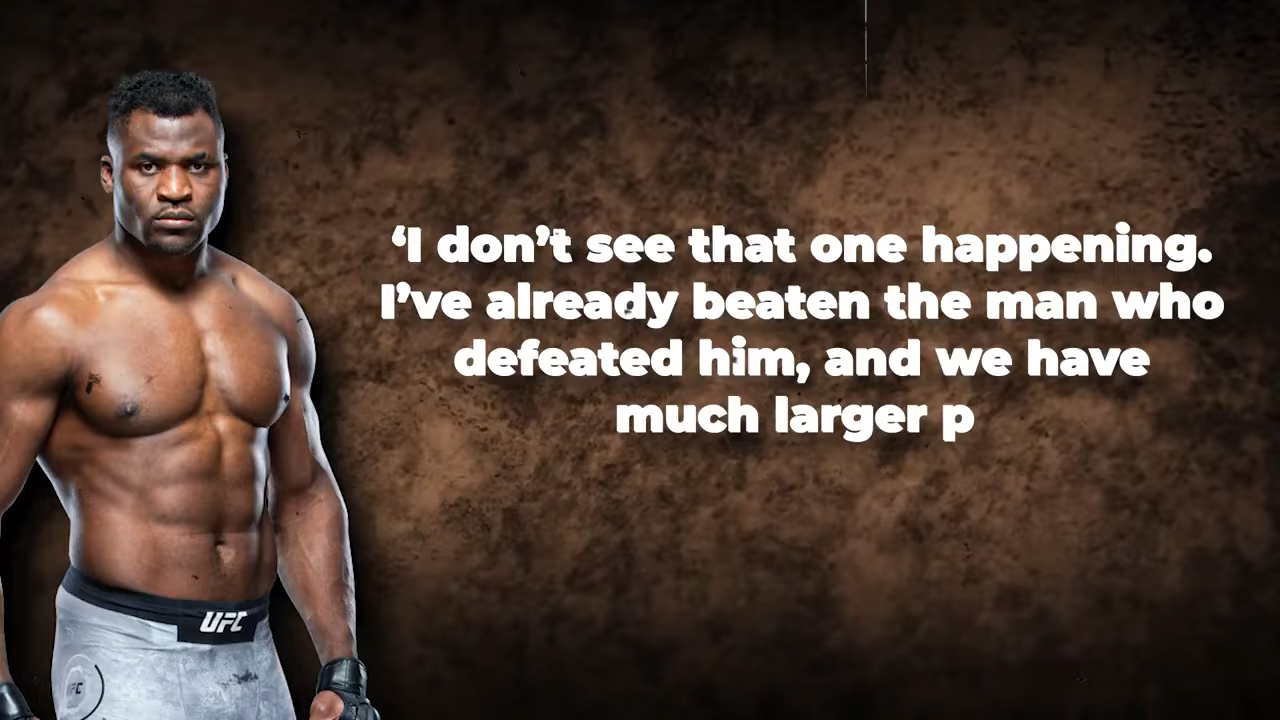 ‘I don’t see that one happening.
I’ve already beaten the man who
defeated him, and we have
much larger p
UFC